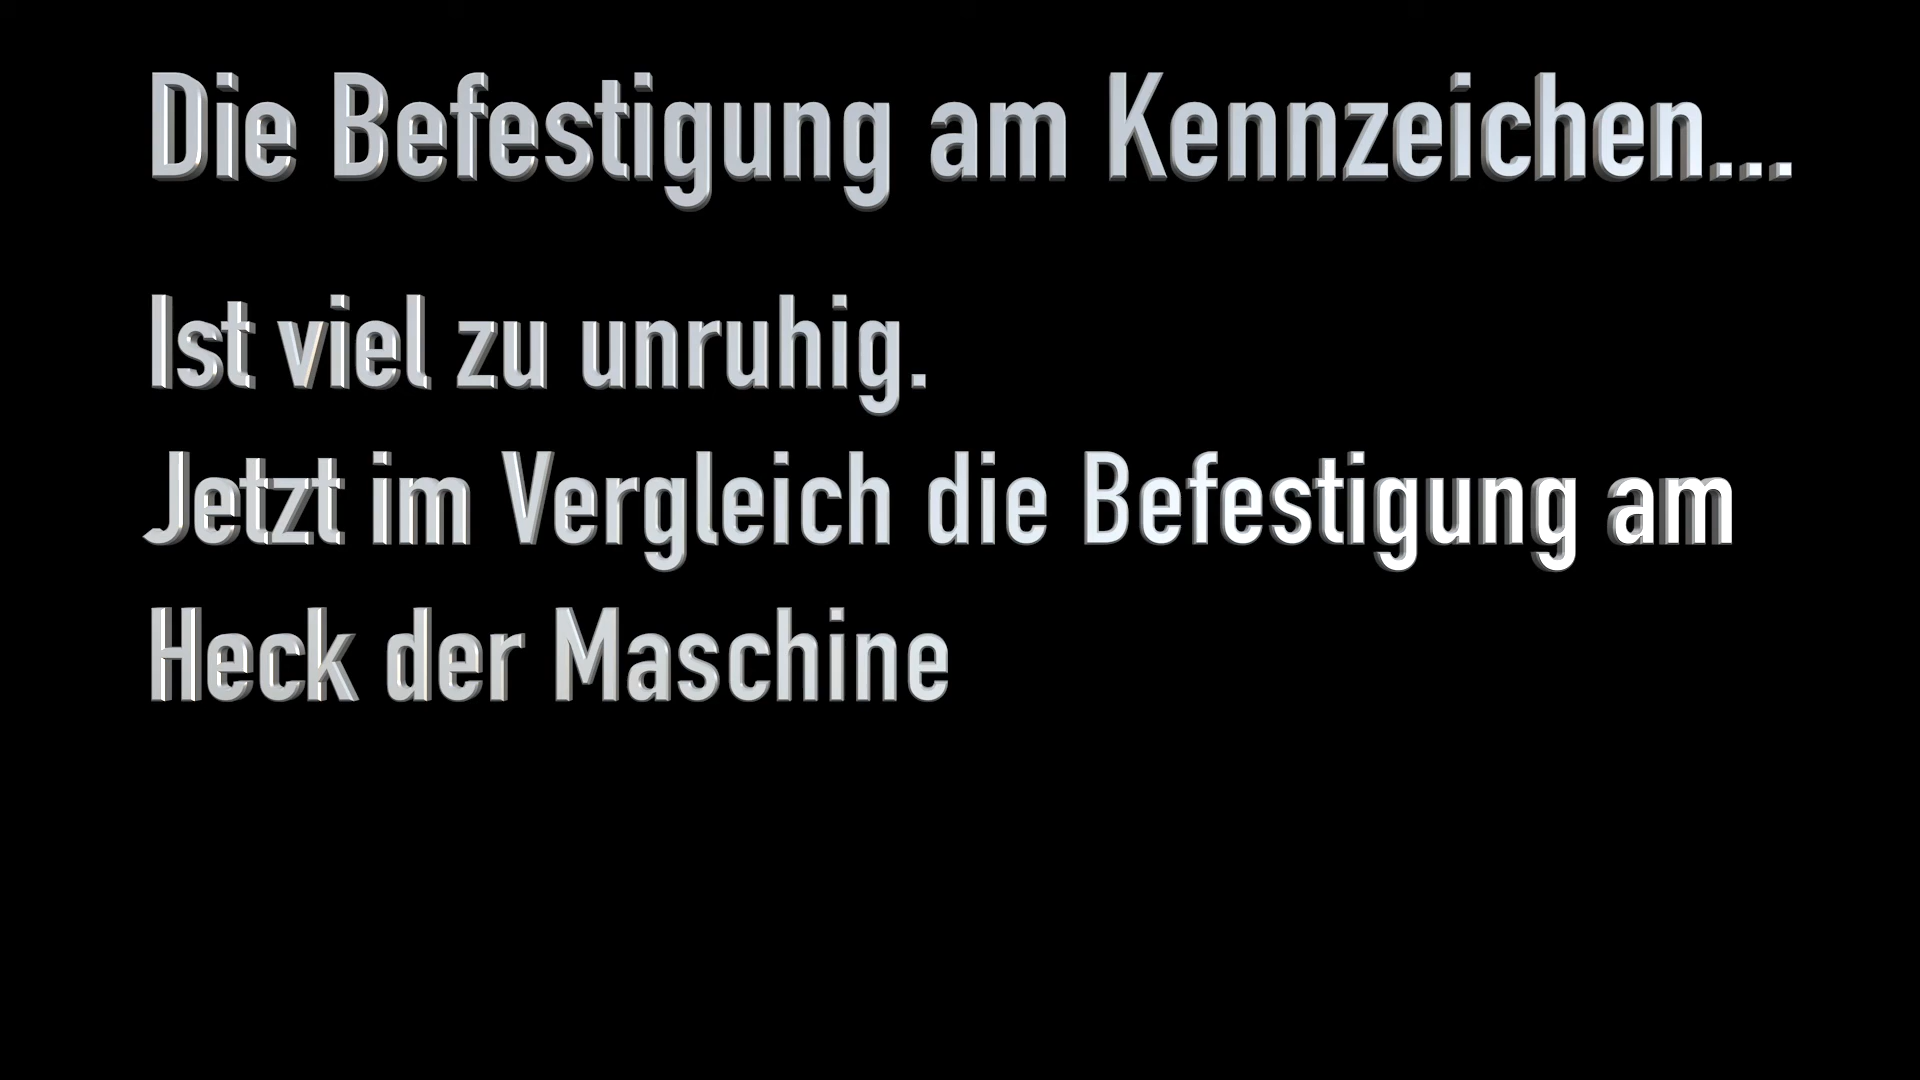 Die Befestigung am Kennzeichen...
Ist viel zu unruhig.
Jetzt im Vergleich die Befestigung am
Heck der Maschine